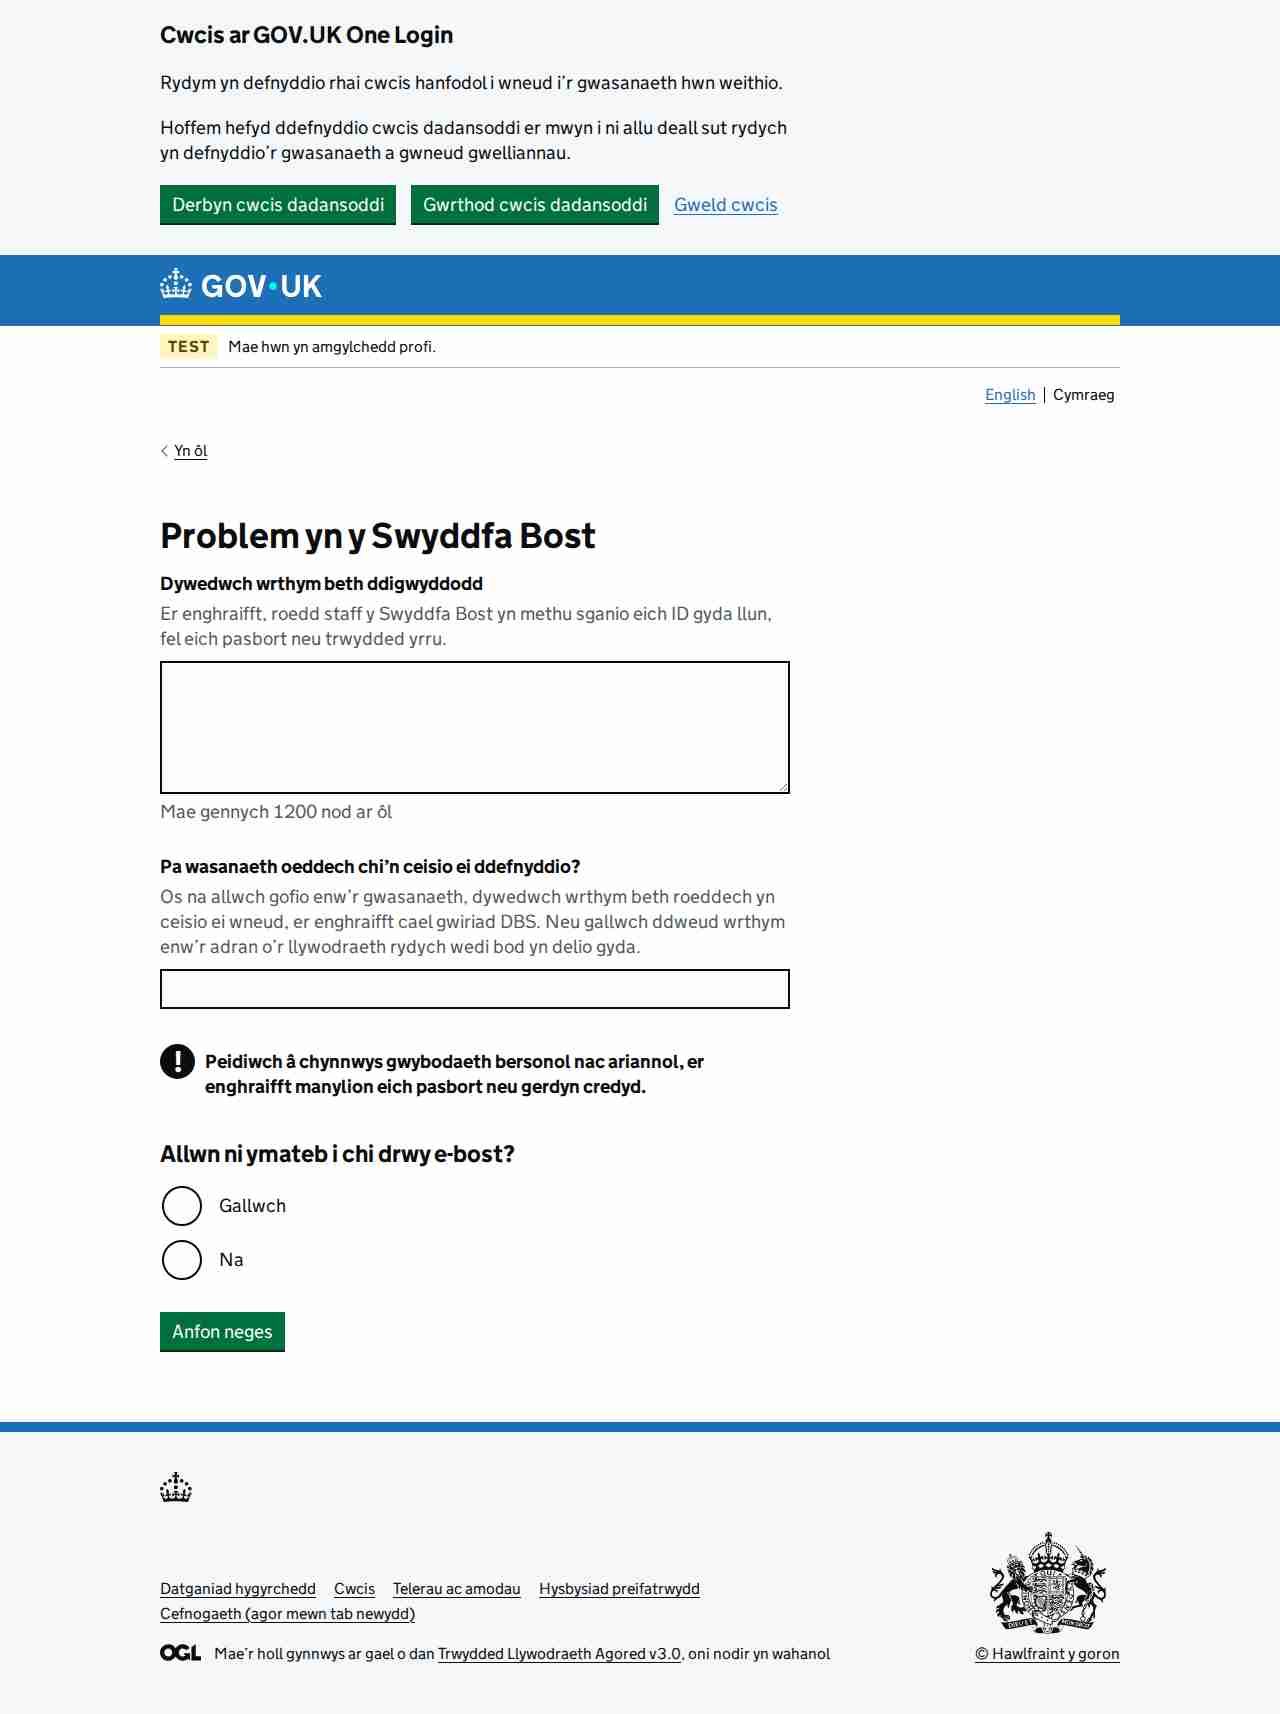 Cwcis ar GOV.UK One Login
Rydym yn defnyddio rhai cwcis hanfodol i wneud i’r gwasanaeth hwn weithio.
Hoffem hefyd ddefnyddio cwcis dadansoddi er mwyn i ni allu deall sut rydych
yn defnyddio’r gwasanaeth a gwneud gwelliannau.
Derbyn cwcis dadansoddi Gwrthod cwcis dadansoddi Gweld cwcis
GOV.UK
TEST Mae hwn yn amgylchedd profi.
English Cymraeg
Yn ôl
Problem yn y Swyddfa Bost
Dywedwch wrthym beth ddigwyddodd
Er enghraifft, roedd staff y Swyddfa Bost yn methu sganio eich ID gyda llun,
fel eich pasbort neu trwydded yrru.
Mae gennych 1200 nod ar ôl
Pa wasanaeth oeddech chi’n ceisio ei ddefnyddio?
Os na allwch gofio enw’r gwasanaeth, dywedwch wrthym beth roeddech yn
ceisio ei wneud, er enghraifft cael gwiriad DBS. Neu gallwch ddweud wrthym
enw’r adran o’r llywodraeth rydych wedi bod yn delio gyda.
! Peidiwch â chynnwys gwybodaeth bersonol nac ariannol, er
enghraifft manylion eich pasbort neu gerdyn credyd.
Allwn ni ymateb i chi drwy e-bost?
Gallwch
Na
Anfon neges
Datganiad hygyrchedd Cwcis Telerau ac amodau Hysbysiad preifatrwydd
Cefnogaeth (agor mewn tab newydd)
OGL Mae’r holl gynnwys ar gael o dan Trwydded Llywodraeth Agored v3.0, oni nodir yn wahanol
© Hawlfraint y goron